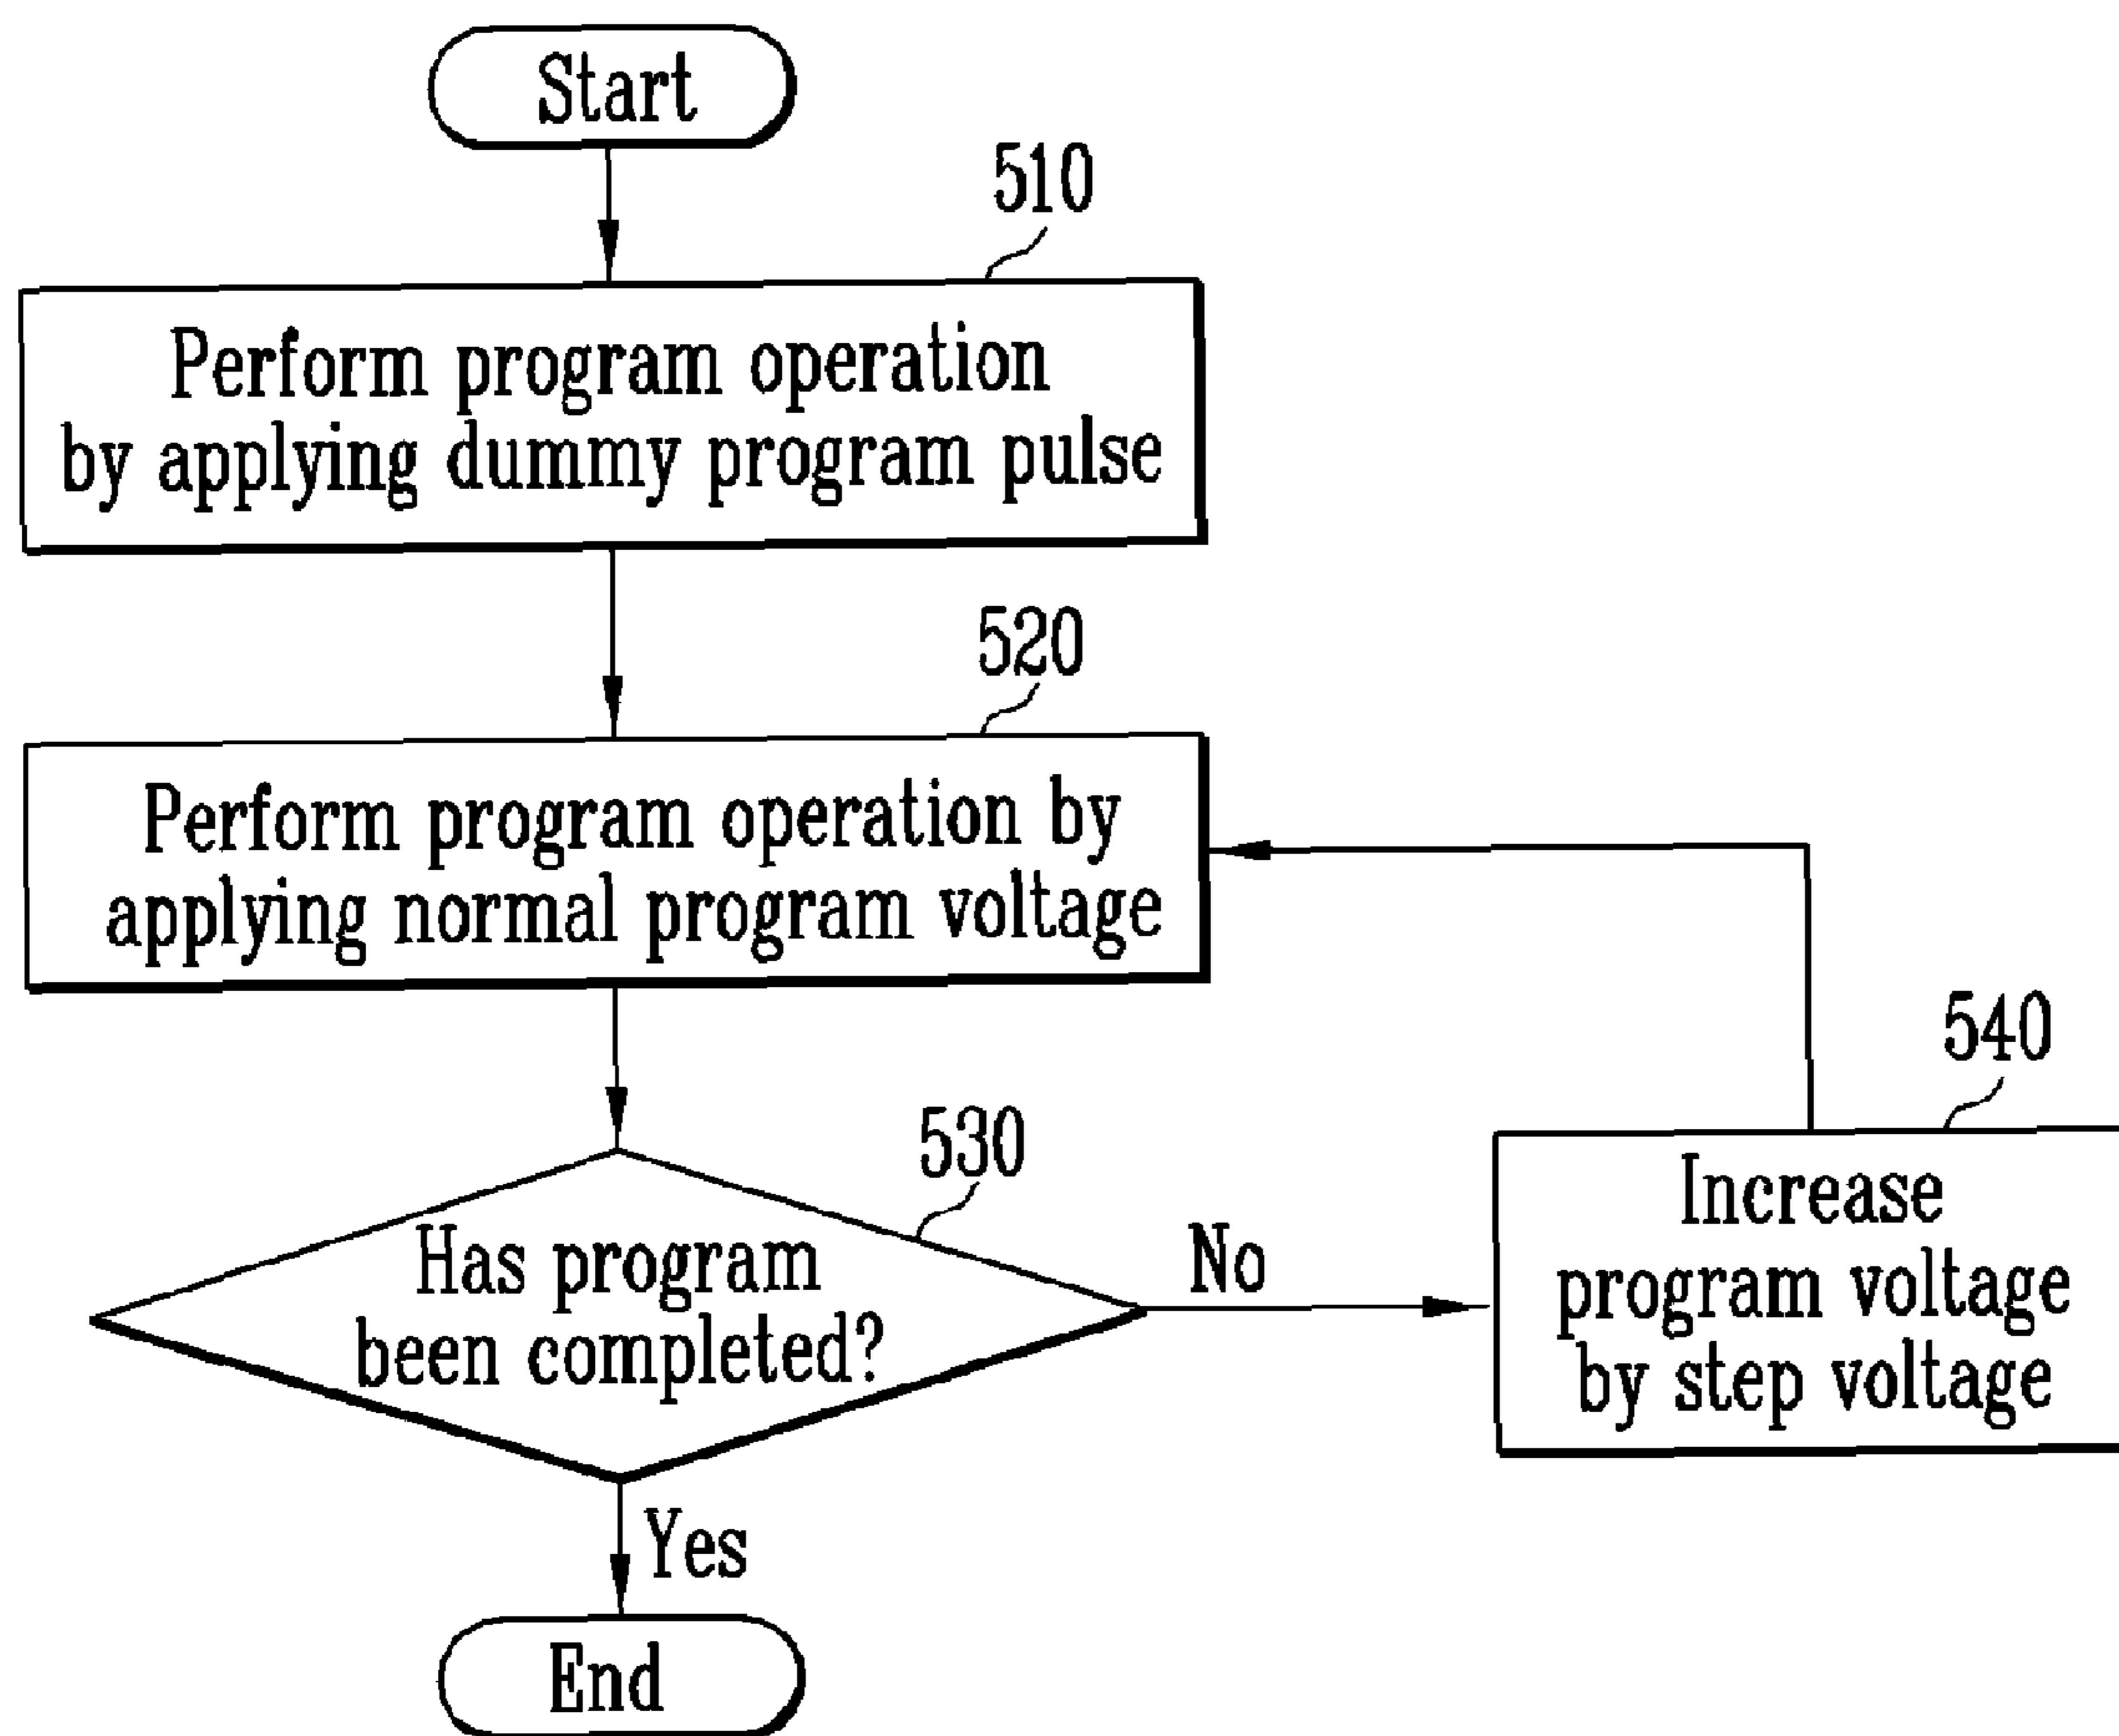 Start
510
Perform program operation
by applying dummy program pulse
520
Perform program operation by
applying normal program voltage
530
Has program
been completed?
No
540
Increase
program voltage
by step voltage
Yes
End